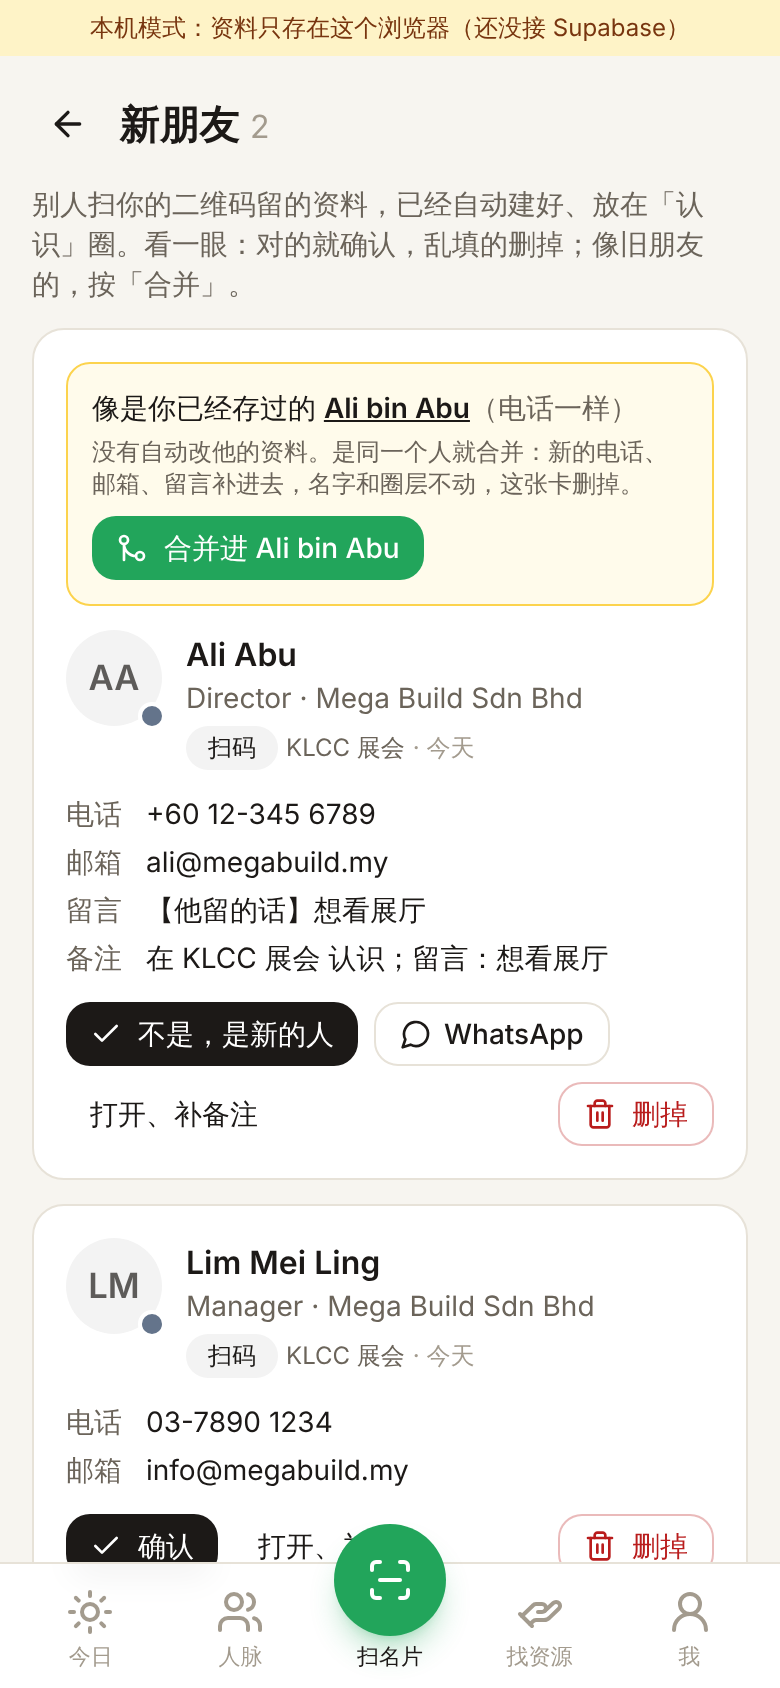 本机模式：资料只存在这个浏览器（还没接 Supabase）
新朋友 2
别人扫你的二维码留的资料，已经自动建好、放在「认
识」圈。看一眼：对的就确认，乱填的删掉；像旧朋友
的，按「合并」。
像是你已经存过的 Ali bin Abu（电话一样）
没有自动改他的资料。是同一个人就合并：新的电话、
邮箱、留言补进去，名字和圈层不动，这张卡删掉。
合并进 Ali bin Abu
AA
Ali Abu
Director · Mega Build Sdn Bhd
扫码 KLCC 展会 · 今天
电话 +60 12-345 6789
邮箱 ali@megabuild.my
留言 【他留的话】想看展厅
备注 在 KLCC 展会 认识；留言：想看展厅
不是，是新的人 WhatsApp
打开、补备注 删掉
LM
Lim Mei Ling
Manager · Mega Build Sdn Bhd
扫码 KLCC 展会 · 今天
电话 03-7890 1234
邮箱 info@megabuild.my
确认 打开、 删掉
今日 人脉 扫名片 找资源 我